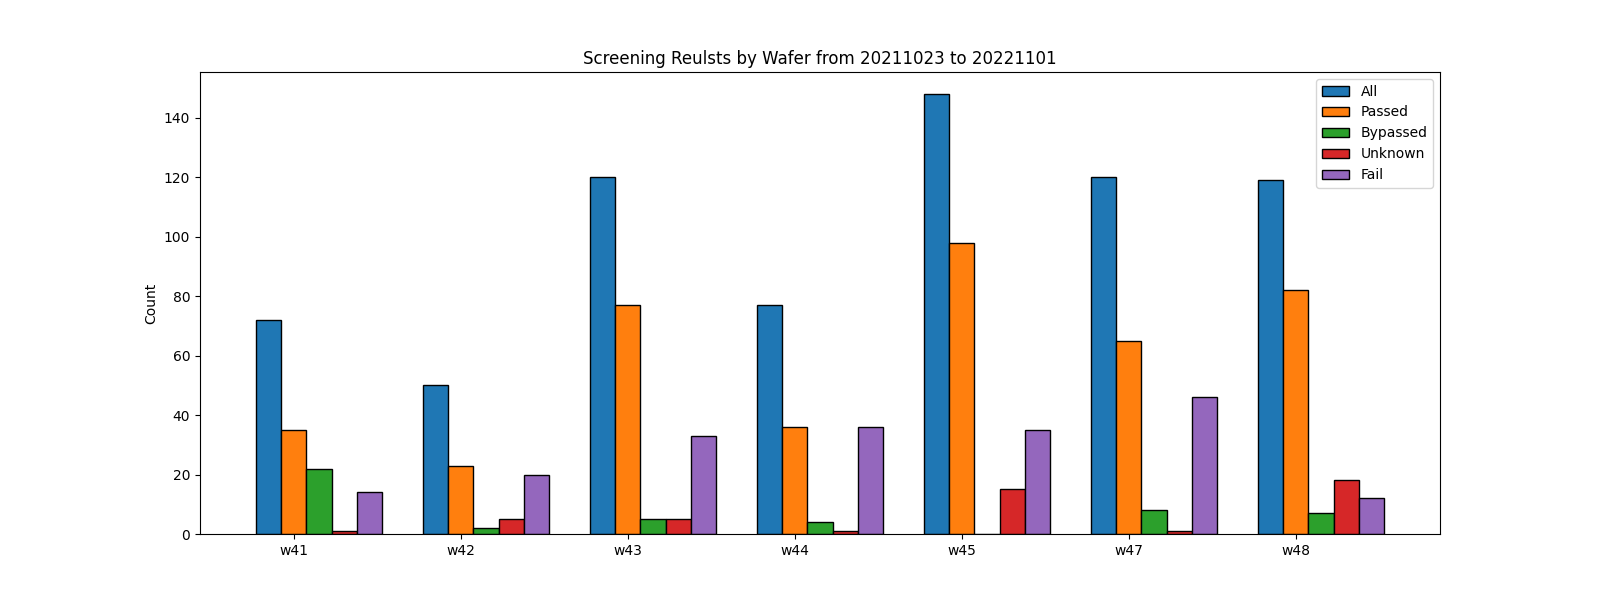 Screening Reulsts by Wafer from 20211023 to 20221101
All
Passed
Bypassed
Unknown
Fail
Count
140
120
100
80
60
40
20
0
w41 w42 w43 w44 w45 w47 w48